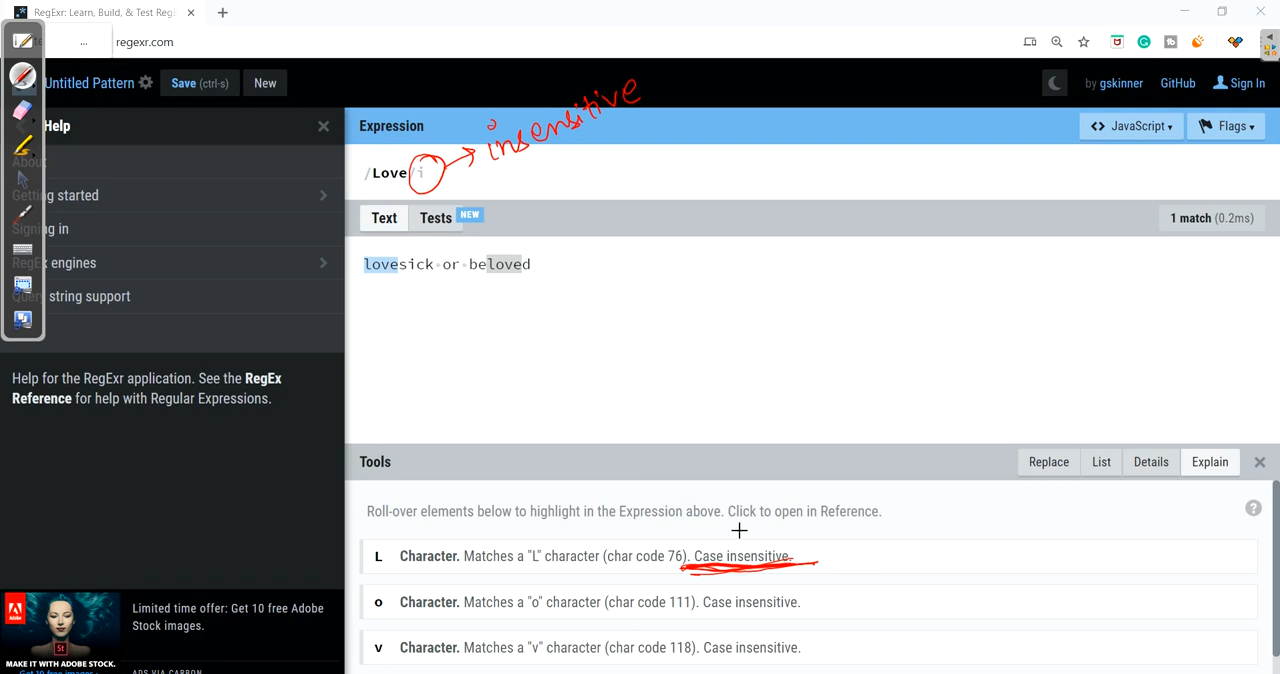 RegExr: Learn, Build, & Test Reg
...
regexr.com
Untitled Pattern
Save (ctrl-s)
New
by gskinner
GitHub
Sign In
Help
Expression
insensitive
JavaScript
Flags
About
/Love/i
Getting started
Text
Tests
NEW
1 match (0.2ms)
Signing in
RegEx engines
lovesick or beloved
Query string support
Help for the RegExr application. See the RegEx
Reference for help with Regular Expressions.
Tools
Replace
List
Details
Explain
Roll-over elements below to highlight in the Expression above. Click to open in Reference.
?
L Character. Matches a "L" character (char code 76). Case insensitive.
o Character. Matches a "o" character (char code 111). Case insensitive.
v Character. Matches a "v" character (char code 118). Case insensitive.
Limited time offer: Get 10 free Adobe
Stock images.
St
MAKE IT WITH ADOBE STOCK.
Get 10 free images
ADS VIA CARBON